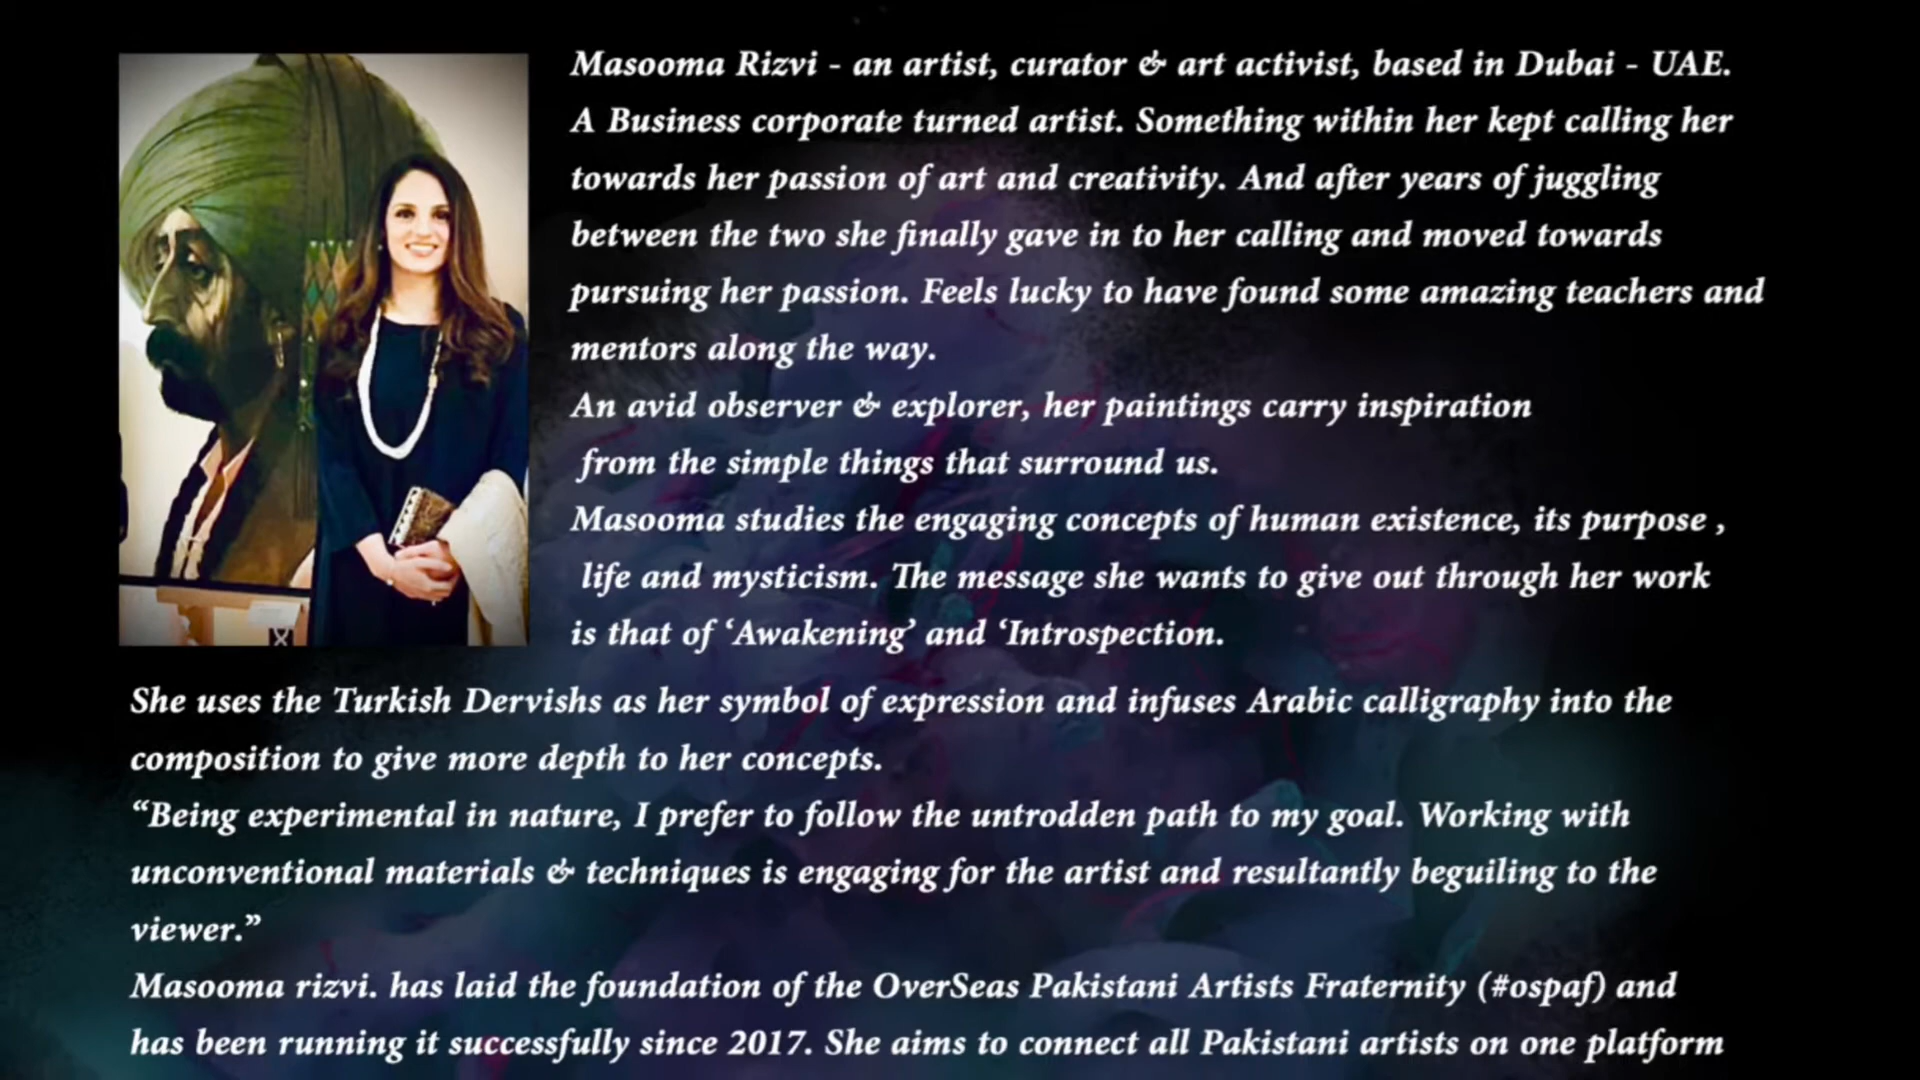 Masooma Rizvi - an artist, curator & art activist, based in Dubai - UAE.
A Business corporate turned artist. Something within her kept calling her
towards her passion of art and creativity. And after years of juggling
between the two she finally gave in to her calling and moved towards
pursuing her passion. Feels lucky to have found some amazing teachers and
mentors along the way.
An avid observer & explorer, her paintings carry inspiration
from the simple things that surround us.
Masooma studies the engaging concepts of human existence, its purpose ,
life and mysticism. The message she wants to give out through her work
is that of ‘Awakening’ and ‘Introspection.
She uses the Turkish Dervishs as her symbol of expression and infuses Arabic calligraphy into the
composition to give more depth to her concepts.
“Being experimental in nature, I prefer to follow the untrodden path to my goal. Working with
unconventional materials & techniques is engaging for the artist and resultantly beguiling to the
viewer.”
Masooma rizvi. has laid the foundation of the OverSeas Pakistani Artists Fraternity (#ospaf) and
has been running it successfully since 2017. She aims to connect all Pakistani artists on one platform